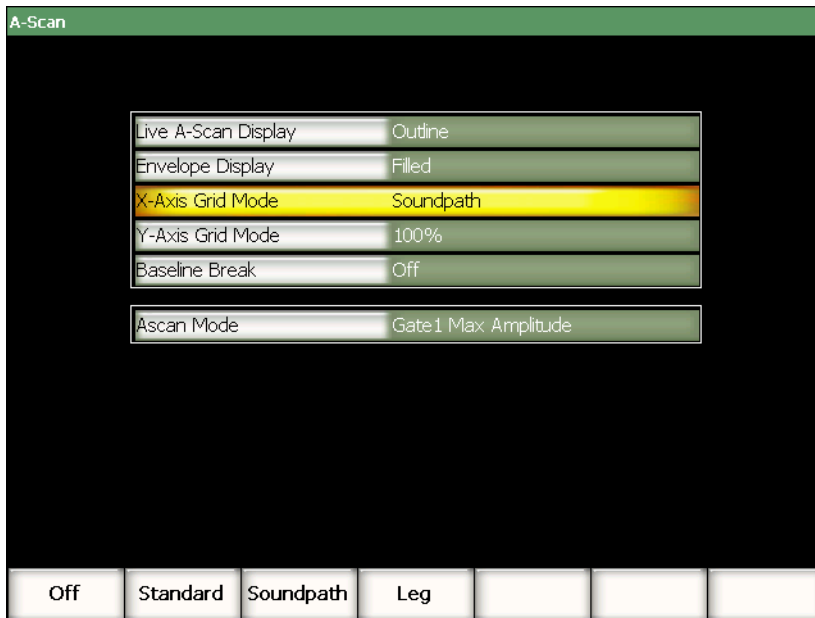 A-Scan
Live A-Scan Display Outline
Envelope Display Filled
X-Axis Grid Mode Soundpath
Y-Axis Grid Mode 100%
Baseline Break Off
Ascan Mode Gate1 Max Amplitude
Off Standard Soundpath Leg